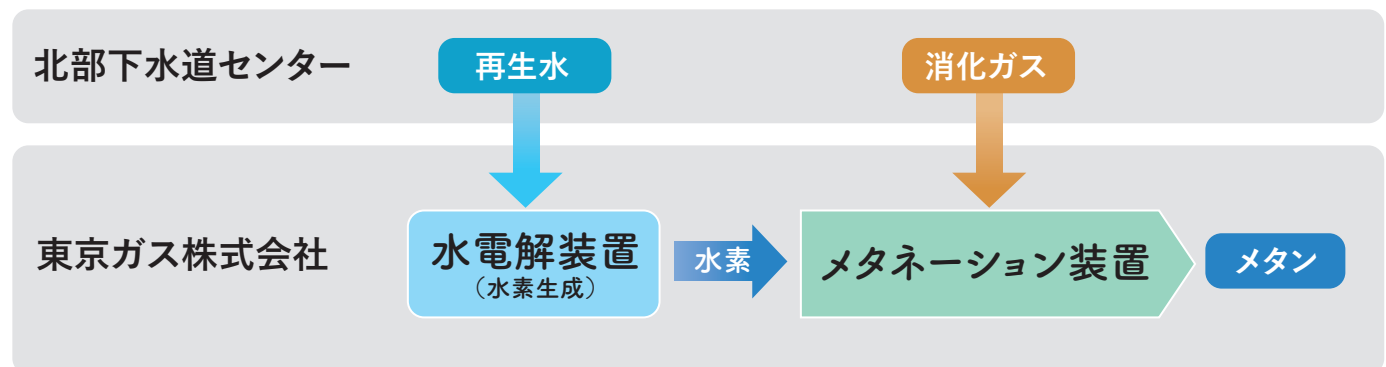 北部下水道センター
再生水
消化ガス
東京ガス株式会社
水電解装置
（水素生成）
水素
メタネーション装置
メタン